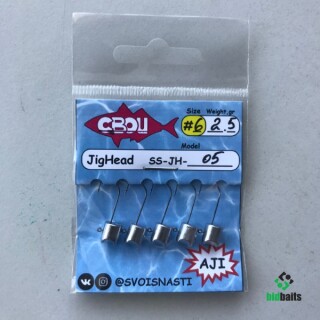 Size Weight.gr
СВОИ #6 2.5
Model
JigHead SS-JH- 05
AJI
@SVOISNASTI
bidbaits